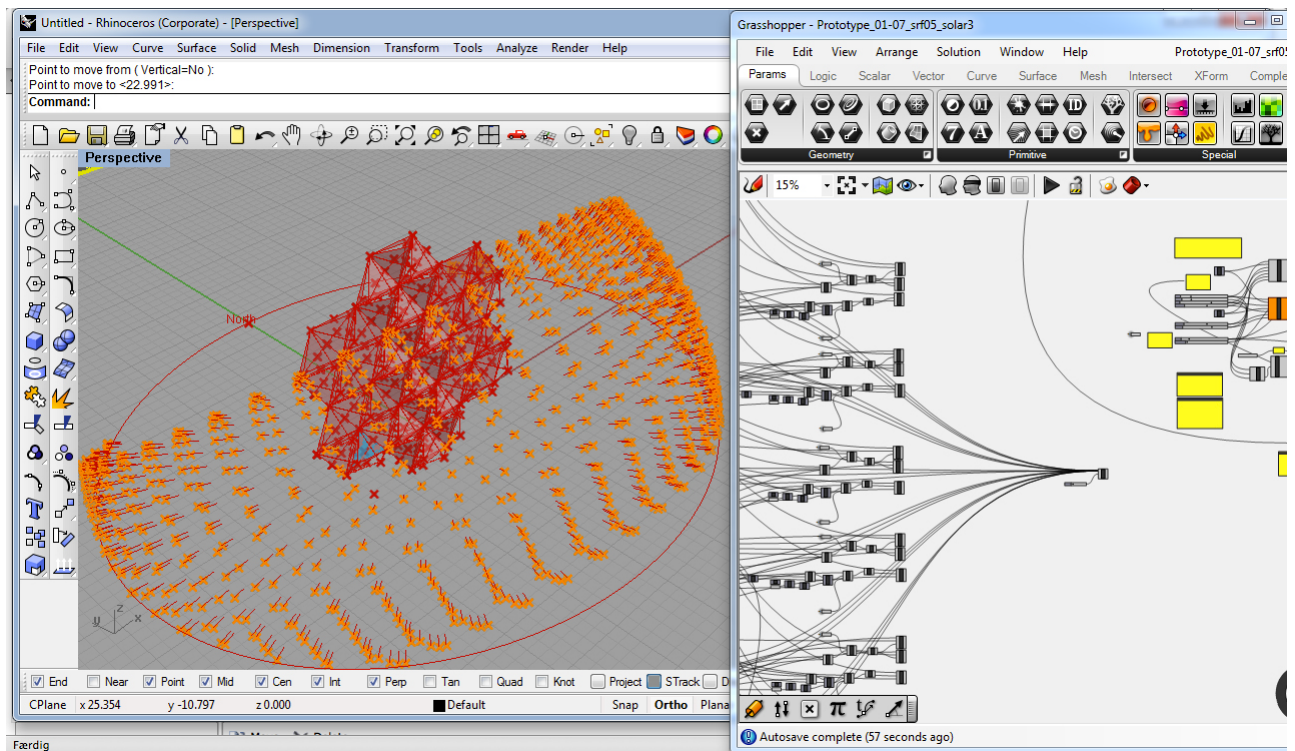 Untitled - Rhinoceros (Corporate) - [Perspective]
File Edit View Curve Surface Solid Mesh Dimension Transform Tools Analyze Render Help
Point to move from ( Vertical=No ):
Point to move to <22.991>:
Command:
Perspective
North
z
y
x
End Near Point Mid Cen Int Perp Tan Quad Knot Project STrack D
CPlane x 25.354 y -10.797 z 0.000 Default Snap Ortho Plana
Færdig
Grasshopper - Prototype_01-07_srf05_solar3
File Edit View Arrange Solution Window Help Prototype_01-07_srf05
Params Logic Scalar Vector Curve Surface Mesh Intersect XForm Comple
Geometry Primitive Special
15%
Autosave complete (57 seconds ago)